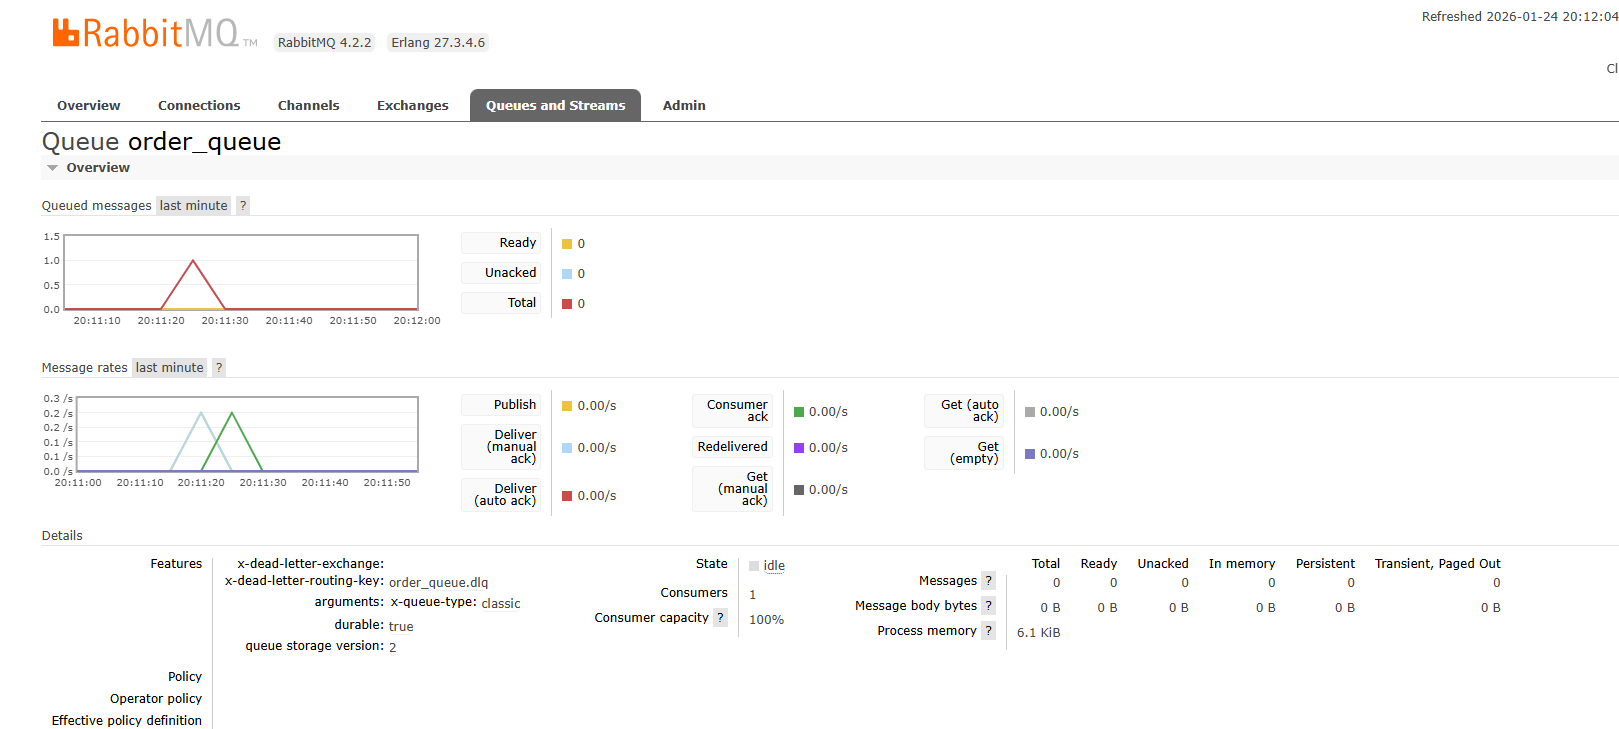 Refreshed 2026-01-24 20:12:04
RabbitMQ TM RabbitMQ 4.2.2 Erlang 27.3.4.6
Cl
Overview Connections Channels Exchanges Queues and Streams Admin
Queue order_queue
Overview
Queued messages last minute ?
1.5
1.0
0.5
0.0
20:11:10 20:11:20 20:11:30 20:11:40 20:11:50 20:12:00
Ready 0
Unacked 0
Total 0
Message rates last minute ?
0.3 /s
0.2 /s
0.2 /s
0.1 /s
0.1 /s
0.0 /s
20:11:00 20:11:10 20:11:20 20:11:30 20:11:40 20:11:50
Publish 0.00/s
Deliver
(manual
ack) 0.00/s
Deliver
(auto ack) 0.00/s
Consumer
ack 0.00/s
Redelivered 0.00/s
Get
(manual
ack) 0.00/s
Get (auto
ack) 0.00/s
Get
(empty) 0.00/s
Details
Features
x-dead-letter-exchange:
x-dead-letter-routing-key: order_queue.dlq
arguments: x-queue-type: classic
durable: true
queue storage version: 2
Policy
Operator policy
Effective policy definition
State idle
Consumers 1
Consumer capacity ? 100%
Total Ready Unacked In memory Persistent Transient, Paged Out
Messages ? 0 0 0 0 0 0
Message body bytes ? 0 B 0 B 0 B 0 B 0 B 0 B
Process memory ? 6.1 KiB